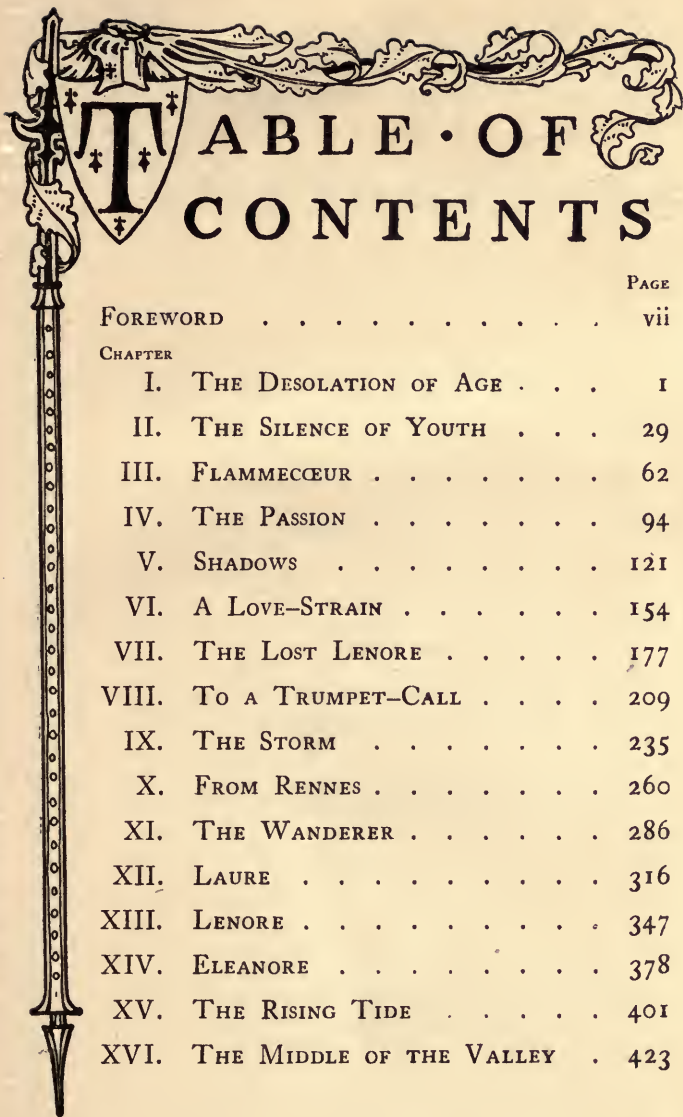 TABLE · OF
CONTENTS
PAGE
FOREWORD . . . . . . . . . . . vii
CHAPTER
I. THE DESOLATION OF AGE . . . 1
II. THE SILENCE OF YOUTH . . . 29
III. FLAMMECŒUR . . . . . . . 62
IV. THE PASSION . . . . . . . 94
V. SHADOWS . . . . . . . . 121
VI. A LOVE–STRAIN . . . . . . 154
VII. THE LOST LENORE . . . . . 177
VIII. TO A TRUMPET–CALL . . . . 209
IX. THE STORM . . . . . . . 235
X. FROM RENNES . . . . . . . 260
XI. THE WANDERER . . . . . . 286
XII. LAURE . . . . . . . . . 316
XIII. LENORE . . . . . . . . . 347
XIV. ELEANORE . . . . . . . . 378
XV. THE RISING TIDE . . . . . 401
XVI. THE MIDDLE OF THE VALLEY . 423